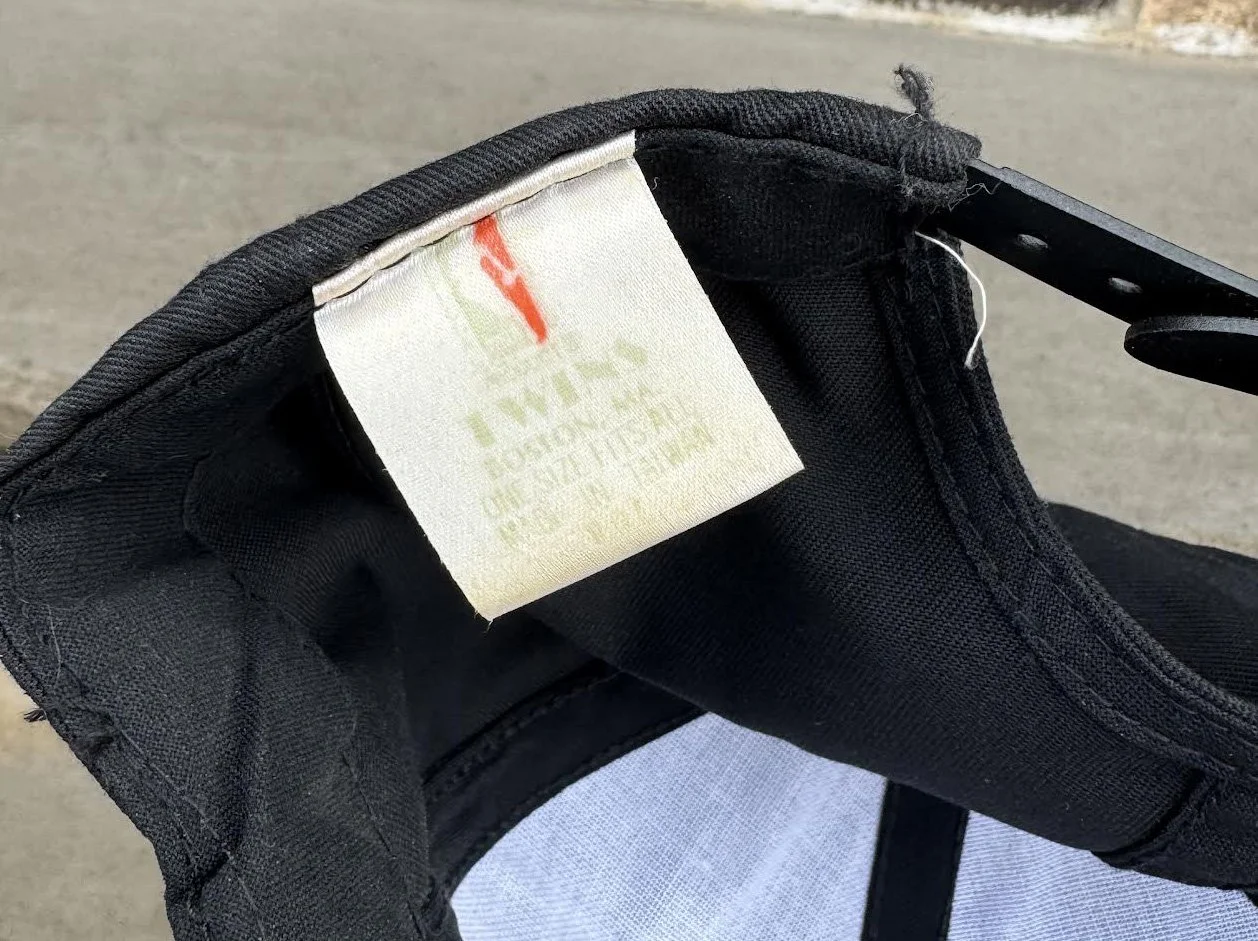 TWINS
BOSTON, MA
ONE SIZE FITS ALL
MADE IN TAIWAN